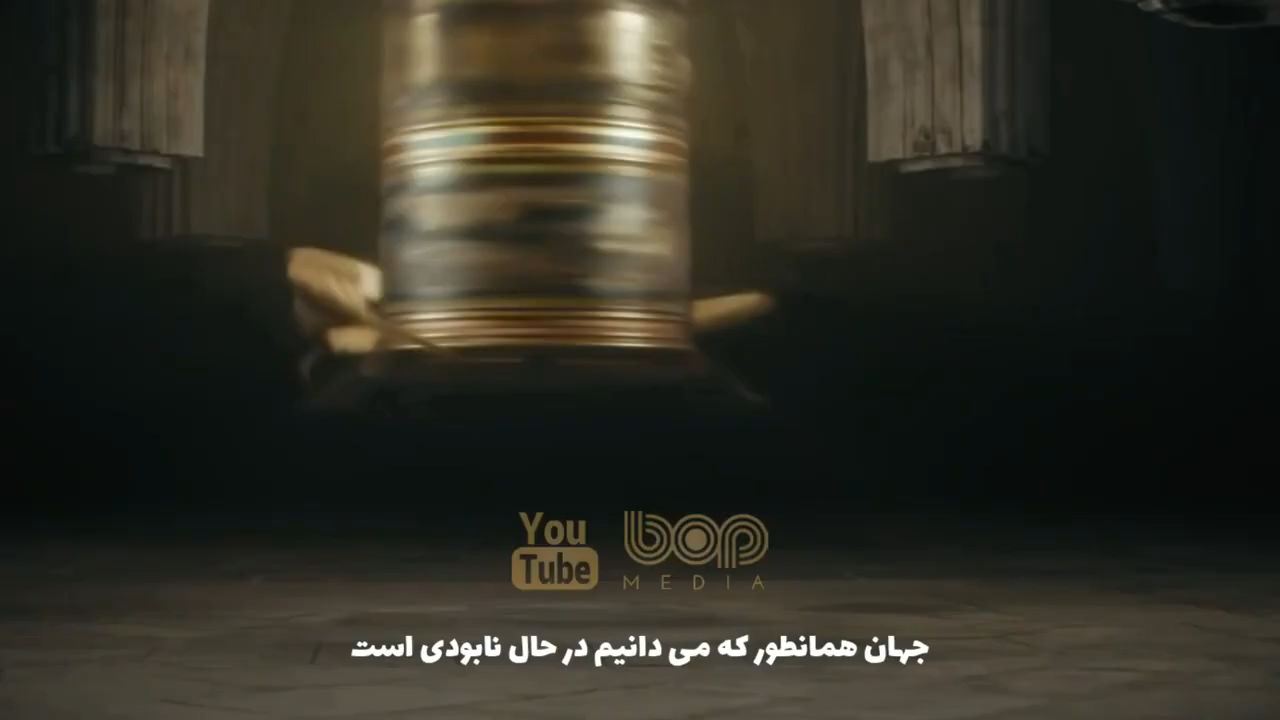 You
Tube
bop
MEDIA
جهان همانطور که می دانیم در حال نابودی است